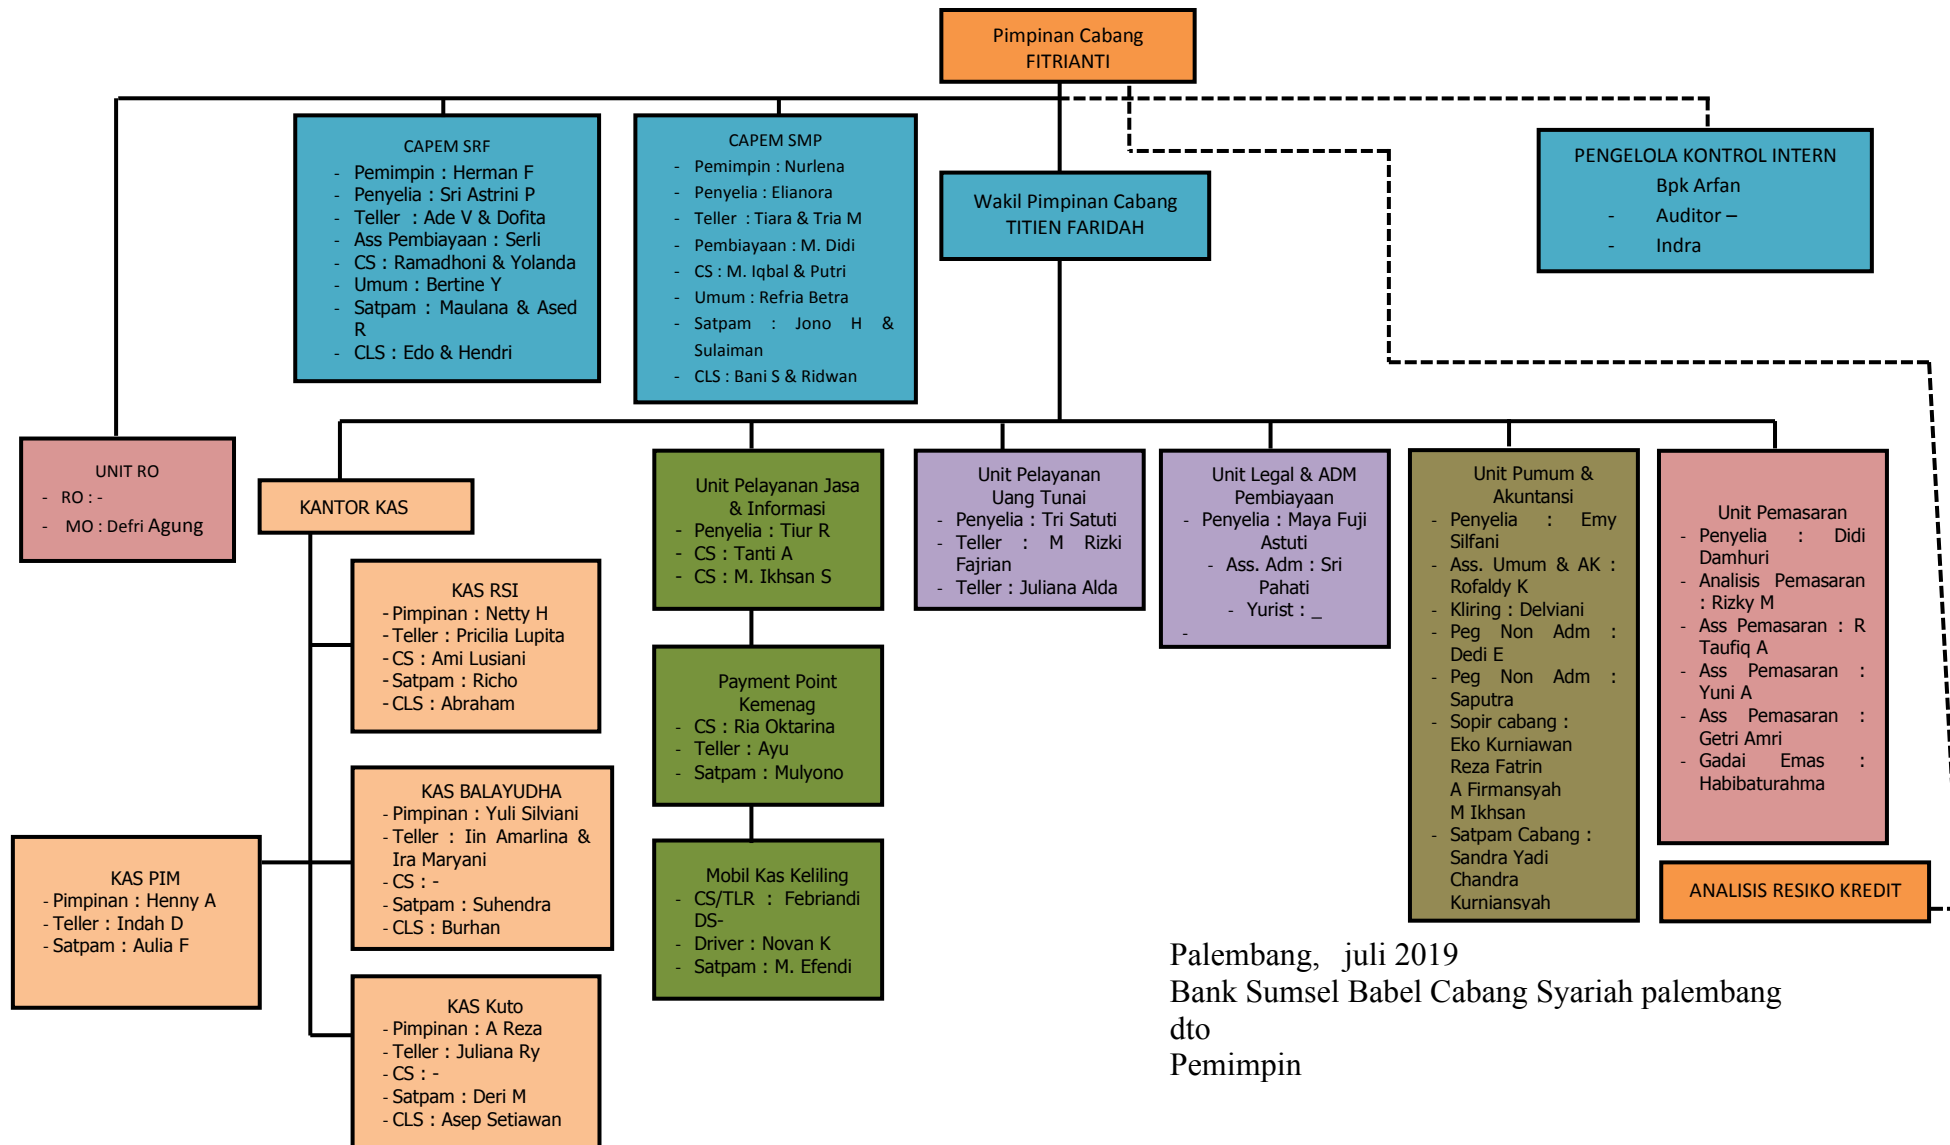 Pimpinan Cabang
FITRIANTI
CAPEM SRF
- Pemimpin : Herman F
- Penyelia : Sri Astrini P
- Teller : Ade V & Dofita
- Ass Pembiayaan : Serli
- CS : Ramadhoni & Yolanda
- Umum : Bertine Y
- Satpam : Maulana & Ased
R
- CLS : Edo & Hendri
CAPEM SMP
- Pemimpin : Nurlena
- Penyelia : Elianora
- Teller : Tiara & Tria M
- Pembiayaan : M. Didi
- CS : M. Iqbal & Putri
- Umum : Refria Betra
- Satpam : Jono H &
Sulaiman
- CLS : Bani S & Ridwan
Wakil Pimpinan Cabang
TITIEN FARIDAH
PENGELOLA KONTROL INTERN
Bpk Arfan
- Auditor –
- Indra
UNIT RO
- RO : -
- MO : Defri Agung
KANTOR KAS
KAS RSI
- Pimpinan : Netty H
- Teller : Pricilia Lupita
- CS : Ami Lusiani
- Satpam : Richo
- CLS : Abraham
KAS BALAYUDHA
- Pimpinan : Yuli Silviani
- Teller : Iin Amarlina &
Ira Maryani
- CS : -
- Satpam : Suhendra
- CLS : Burhan
KAS PIM
- Pimpinan : Henny A
- Teller : Indah D
- Satpam : Aulia F
KAS Kuto
- Pimpinan : A Reza
- Teller : Juliana Ry
- CS : -
- Satpam : Deri M
- CLS : Asep Setiawan
Unit Pelayanan Jasa
& Informasi
- Penyelia : Tiur R
- CS : Tanti A
- CS : M. Ikhsan S
Payment Point
Kemenag
- CS : Ria Oktarina
- Teller : Ayu
- Satpam : Mulyono
Mobil Kas Keliling
- CS/TLR : Febriandi
DS-
- Driver : Novan K
- Satpam : M. Efendi
Unit Pelayanan
Uang Tunai
- Penyelia : Tri Satuti
- Teller : M Rizki
Fajrian
- Teller : Juliana Alda
Unit Legal & ADM
Pembiayaan
- Penyelia : Maya Fuji
Astuti
- Ass. Adm : Sri
Pahati
- Yurist : _
-
Unit Pumum &
Akuntansi
- Penyelia : Emy
Silfani
- Ass. Umum & AK :
Rofaldy K
- Kliring : Delviani
- Peg Non Adm :
Dedi E
- Peg Non Adm :
Saputra
- Sopir cabang :
Eko Kurniawan
Reza Fatrin
A Firmansyah
M Ikhsan
- Satpam Cabang :
Sandra Yadi
Chandra
Kurniansyah
Unit Pemasaran
- Penyelia : Didi
Damhuri
- Analisis Pemasaran
: Rizky M
- Ass Pemasaran : R
Taufiq A
- Ass Pemasaran :
Yuni A
- Ass Pemasaran :
Getri Amri
- Gadai Emas :
Habibaturahma
ANALISIS RESIKO KREDIT
Palembang, juli 2019
Bank Sumsel Babel Cabang Syariah palembang
dto
Pemimpin